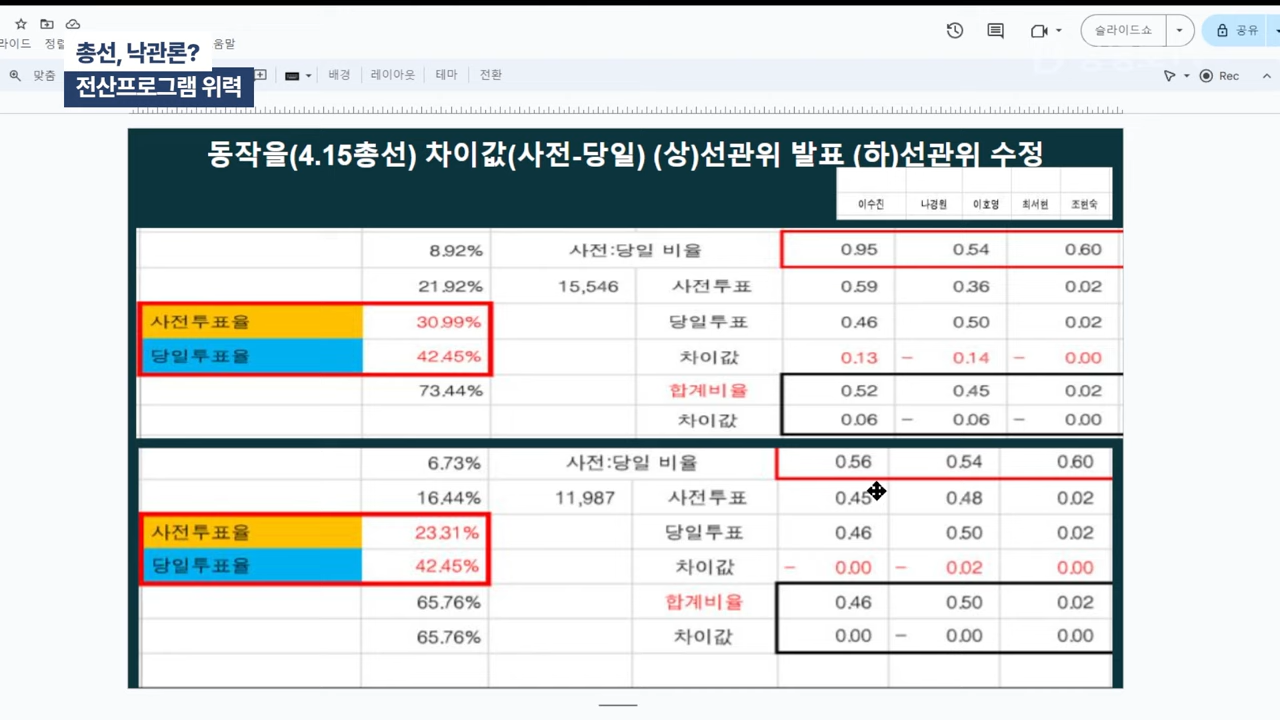 라이드
정렬
움말
총선, 낙관론?
전산프로그램 위력
맞춤
배경
레이아웃
테마
전환
슬라이드쇼
공유
Rec
동작을(4.15총선) 차이값(사전-당일) (상)선관위 발표 (하)선관위 수정
이수진 나경원 이호영 최서현 조현숙
8.92% 사전:당일 비율 0.95 0.54 0.60
21.92% 15,546 사전투표 0.59 0.36 0.02
사전투표율 30.99% 당일투표 0.46 0.50 0.02
당일투표율 42.45% 차이값 0.13 - 0.14 - 0.00
73.44% 합계비율 0.52 0.45 0.02
차이값 0.06 - 0.06 - 0.00
6.73% 사전:당일 비율 0.56 0.54 0.60
16.44% 11,987 사전투표 0.45 0.48 0.02
사전투표율 23.31% 당일투표 0.46 0.50 0.02
당일투표율 42.45% 차이값 - 0.00 - 0.02 0.00
65.76% 합계비율 0.46 0.50 0.02
65.76% 차이값 0.00 - 0.00 0.00